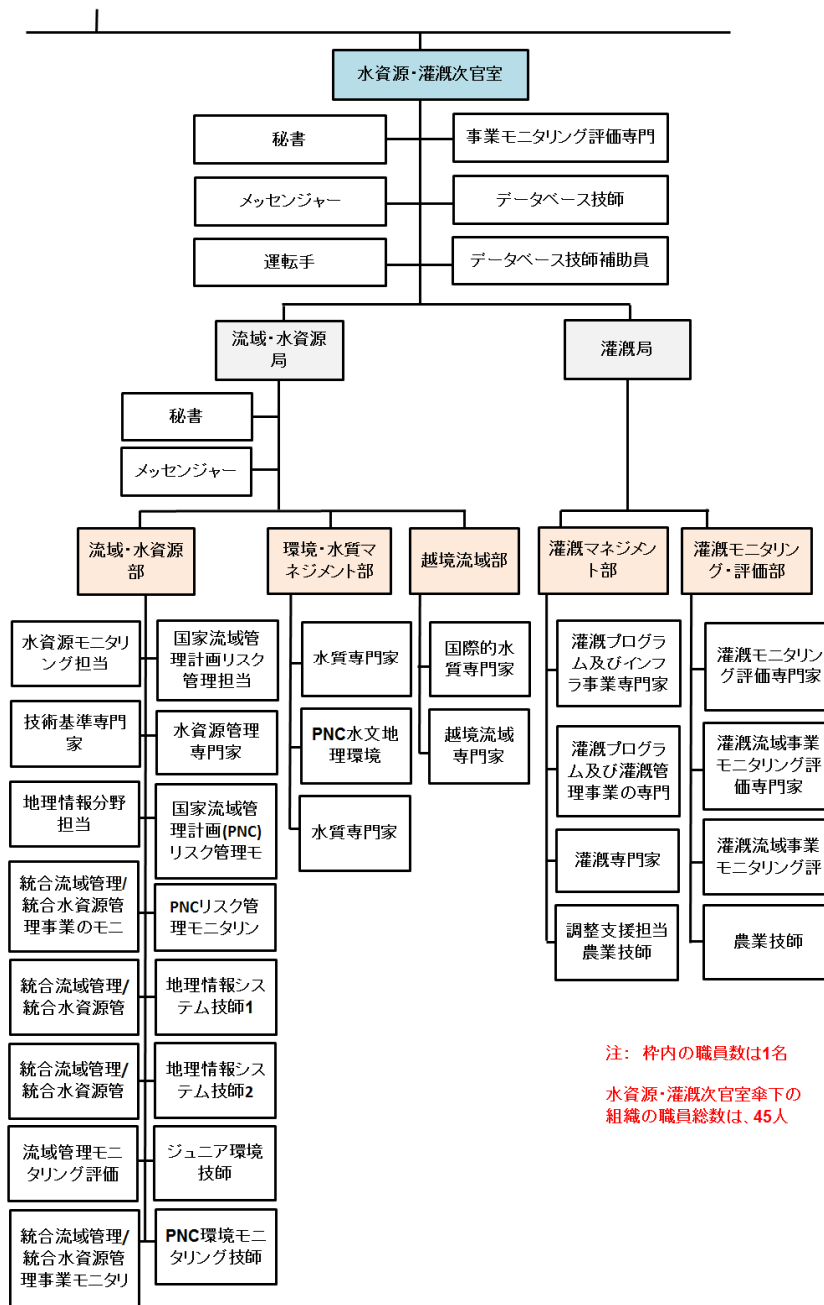 水資源・灌漑次官室
秘書
事業モニタリング評価専門
メッセンジャー
データベース技師
運転手
データベース技師補助員
流域・水資源
局
灌漑局
秘書
メッセンジャー
流域・水資源
部
環境・水質マ
ネジメント部
越境流域部
灌漑マネジメン
ト部
灌漑モニタリン
グ・評価部
水資源モニタリ
ング担当
国家流域管
理計画リスク
管理担当
技術基準専門
家
水資源管理
専門家
地理情報分野
担当
国家流域管
理計画(PNC)
リスク管理モ
統合流域管理/
統合水資源管
理事業のモニ
PNCリスク管
理モニタリン
統合流域管理/
統合水資源管
地理情報シス
テム技師1
統合流域管理/
統合水資源管
地理情報シス
テム技師2
流域管理モニ
タリング評価
ジュニア環境
技師
統合流域管理/
統合水資源管
理事業モニタリ
PNC環境モニ
タリング技師
水質専門家
PNC水文地
理環境
水質専門家
国際的水
質専門家
越境流域
専門家
灌漑プログラ
ム及びインフ
ラ事業専門家
灌漑プログラ
ム及び灌漑管
理事業の専門
灌漑専門家
調整支援担当
農業技師
灌漑モニタリン
グ評価専門家
灌漑流域事業
モニタリング評
価専門家
灌漑流域事業
モニタリング評
農業技師
注: 枠内の職員数は1名
水資源・灌漑次官室傘下の
組織の職員総数は、45人